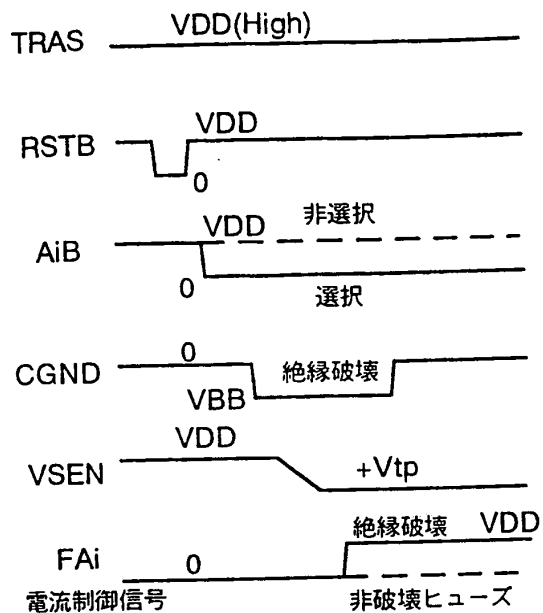 TRAS VDD(High)
RSTB VDD
0
AiB VDD 非選択
0 選択
CGND 0 絶縁破壊
VBB
VSEN VDD +Vtp
FAi 0 絶縁破壊 VDD
電流制御信号 非破壊ヒューズ